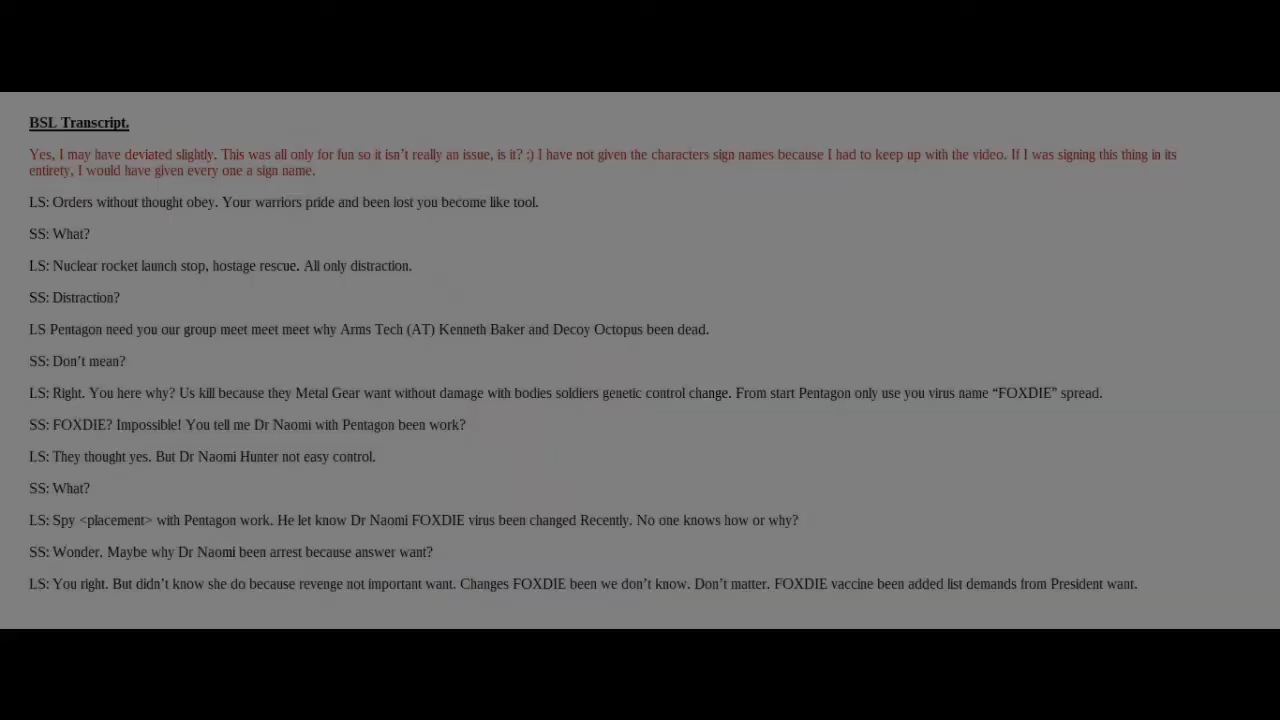 BSL Transcript.
Yes, I may have deviated slightly. This was all only for fun so it isn’t really an issue, is it? :) I have not given the characters sign names because I had to keep up with the video. If I was signing this thing in its
entirety, I would have given every one a sign name.
LS: Orders without thought obey. Your warriors pride and been lost you become like tool.
SS: What?
LS: Nuclear rocket launch stop, hostage rescue. All only distraction.
SS: Distraction?
LS Pentagon need you our group meet meet meet why Arms Tech (AT) Kenneth Baker and Decoy Octopus been dead.
SS: Don’t mean?
LS: Right. You here why? Us kill because they Metal Gear want without damage with bodies soldiers genetic control change. From start Pentagon only use you virus name “FOXDIE” spread.
SS: FOXDIE? Impossible! You tell me Dr Naomi with Pentagon been work?
LS: They thought yes. But Dr Naomi Hunter not easy control.
SS: What?
LS: Spy <placement> with Pentagon work. He let know Dr Naomi FOXDIE virus been changed Recently. No one knows how or why?
SS: Wonder. Maybe why Dr Naomi been arrest because answer want?
LS: You right. But didn’t know she do because revenge not important want. Changes FOXDIE been we don’t know. Don’t matter. FOXDIE vaccine been added list demands from President want.